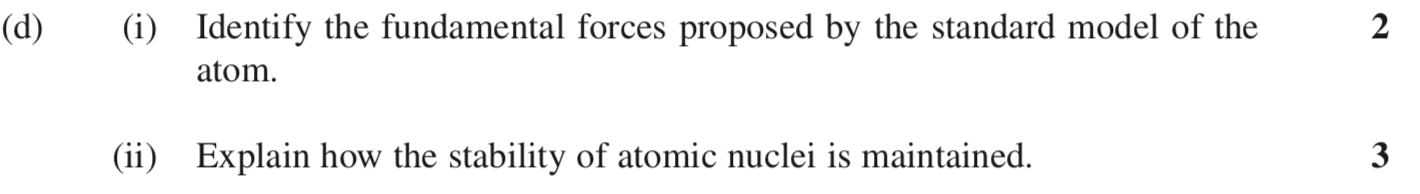 (d) (i) Identify the fundamental forces proposed by the standard model of the 2
atom.
(ii) Explain how the stability of atomic nuclei is maintained. 3